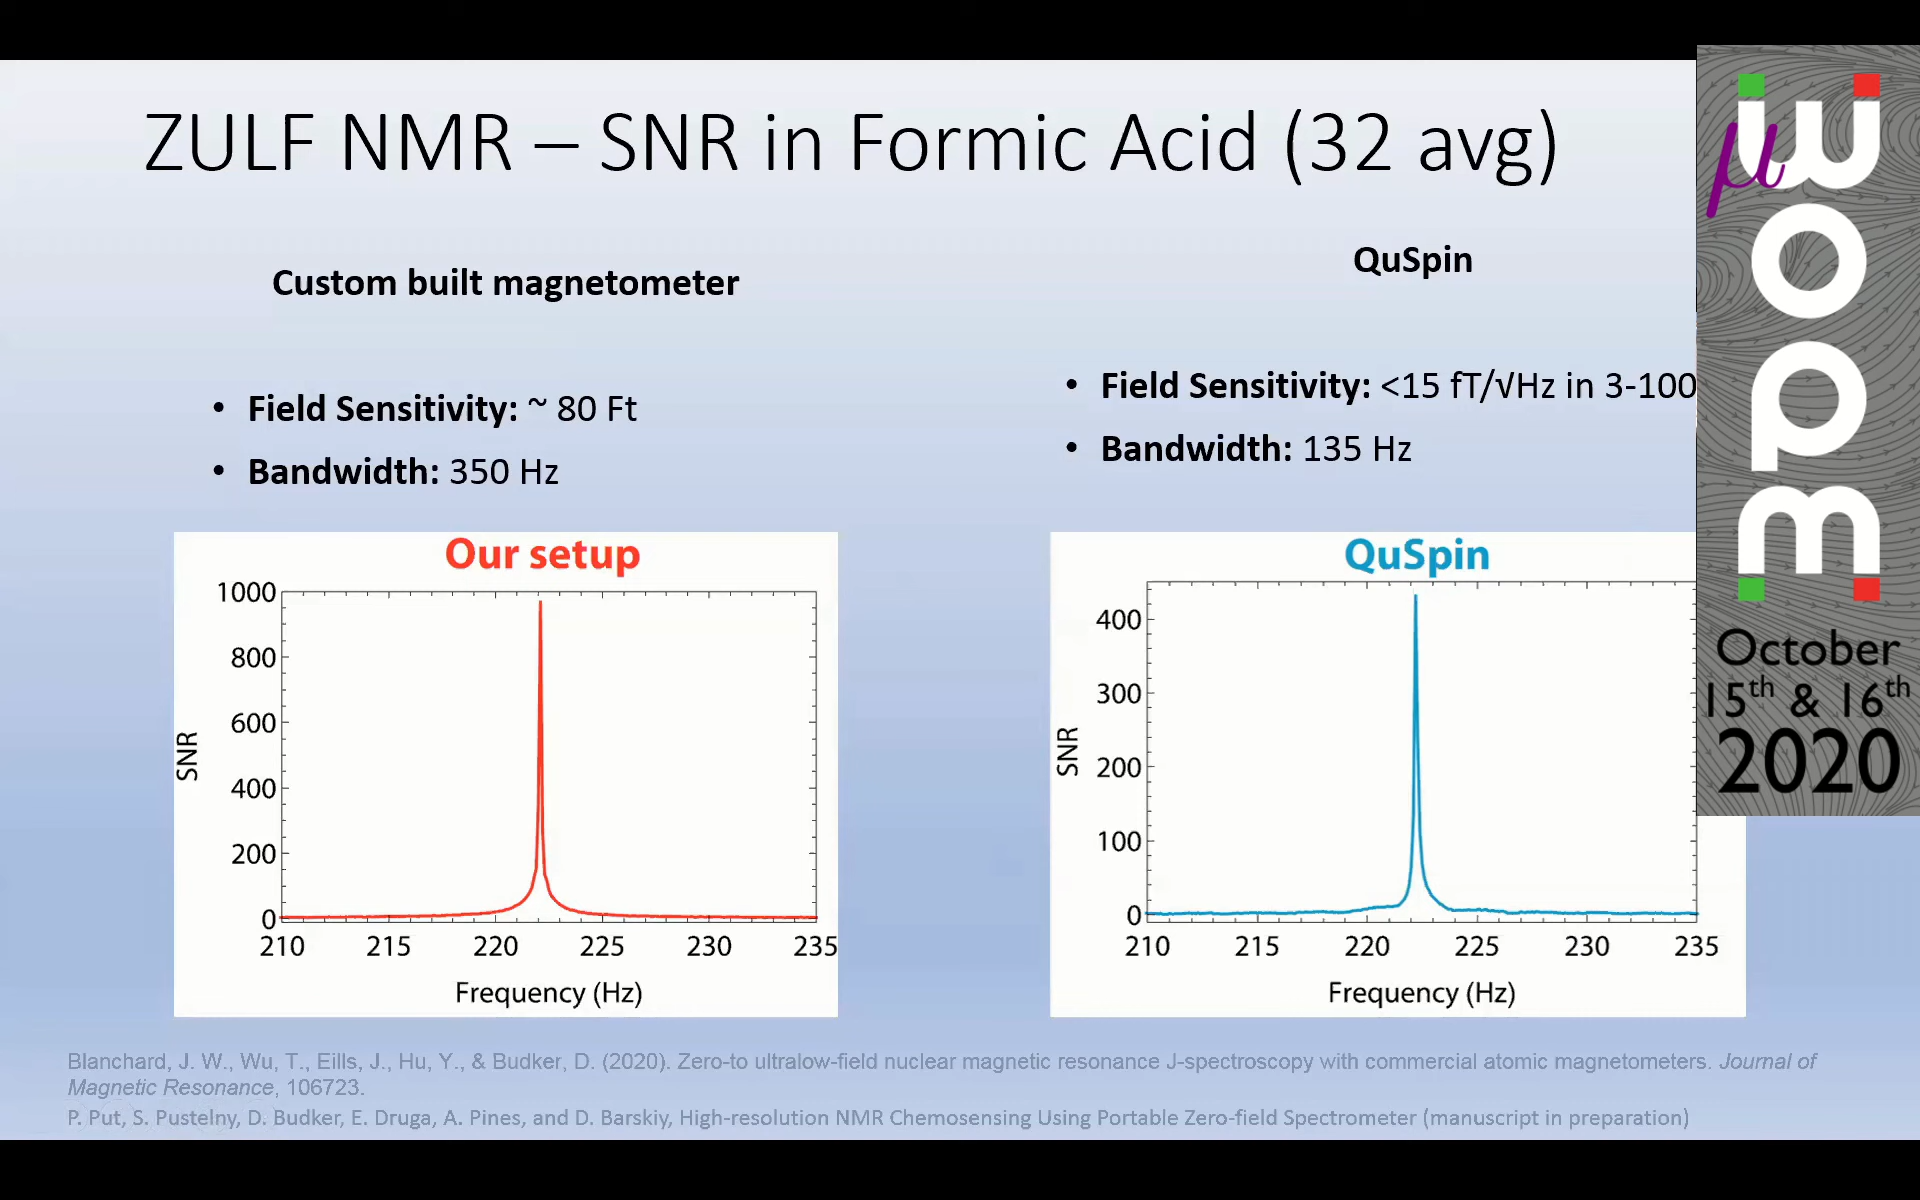 ZULF NMR – SNR in Formic Acid (32 avg)
Custom built magnetometer
• Field Sensitivity: ~ 80 Ft
• Bandwidth: 350 Hz
QuSpin
• Field Sensitivity: <15 fT/√Hz in 3-100
• Bandwidth: 135 Hz
Our setup
1000
800
600
400
200
0
SNR
210 215 220 225 230 235
Frequency (Hz)
QuSpin
400
300
200
100
0
SNR
210 215 220 225 230 235
Frequency (Hz)
Blanchard, J. W., Wu, T., Eills, J., Hu, Y., & Budker, D. (2020). Zero-to ultralow-field nuclear magnetic resonance J-spectroscopy with commercial atomic magnetometers. Journal of
Magnetic Resonance, 106723.
P. Put, S. Pustelny, D. Budker, E. Druga, A. Pines, and D. Barskiy, High-resolution NMR Chemosensing Using Portable Zero-field Spectrometer (manuscript in preparation)
μwopm
October
15th & 16th
2020